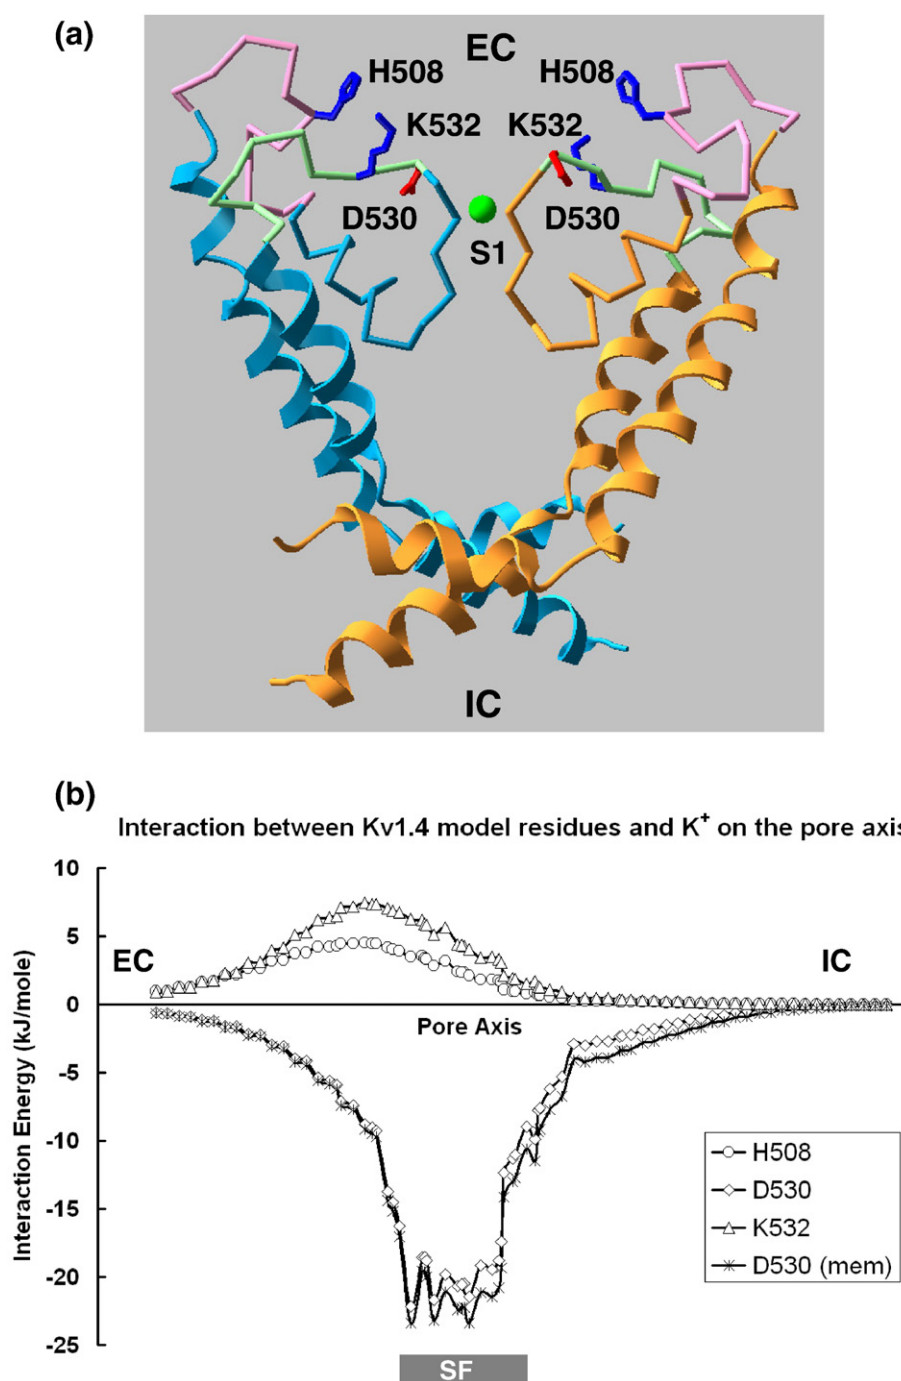 (a)
EC
H508
H508
K532
K532
D530
D530
S1
IC
(b)
Interaction between Kv1.4 model residues and K+ on the pore axis
10
5
0
-5
-10
-15
-20
-25
Interaction Energy (kJ/mole)
EC
IC
Pore Axis
H508
D530
K532
D530 (mem)
SF